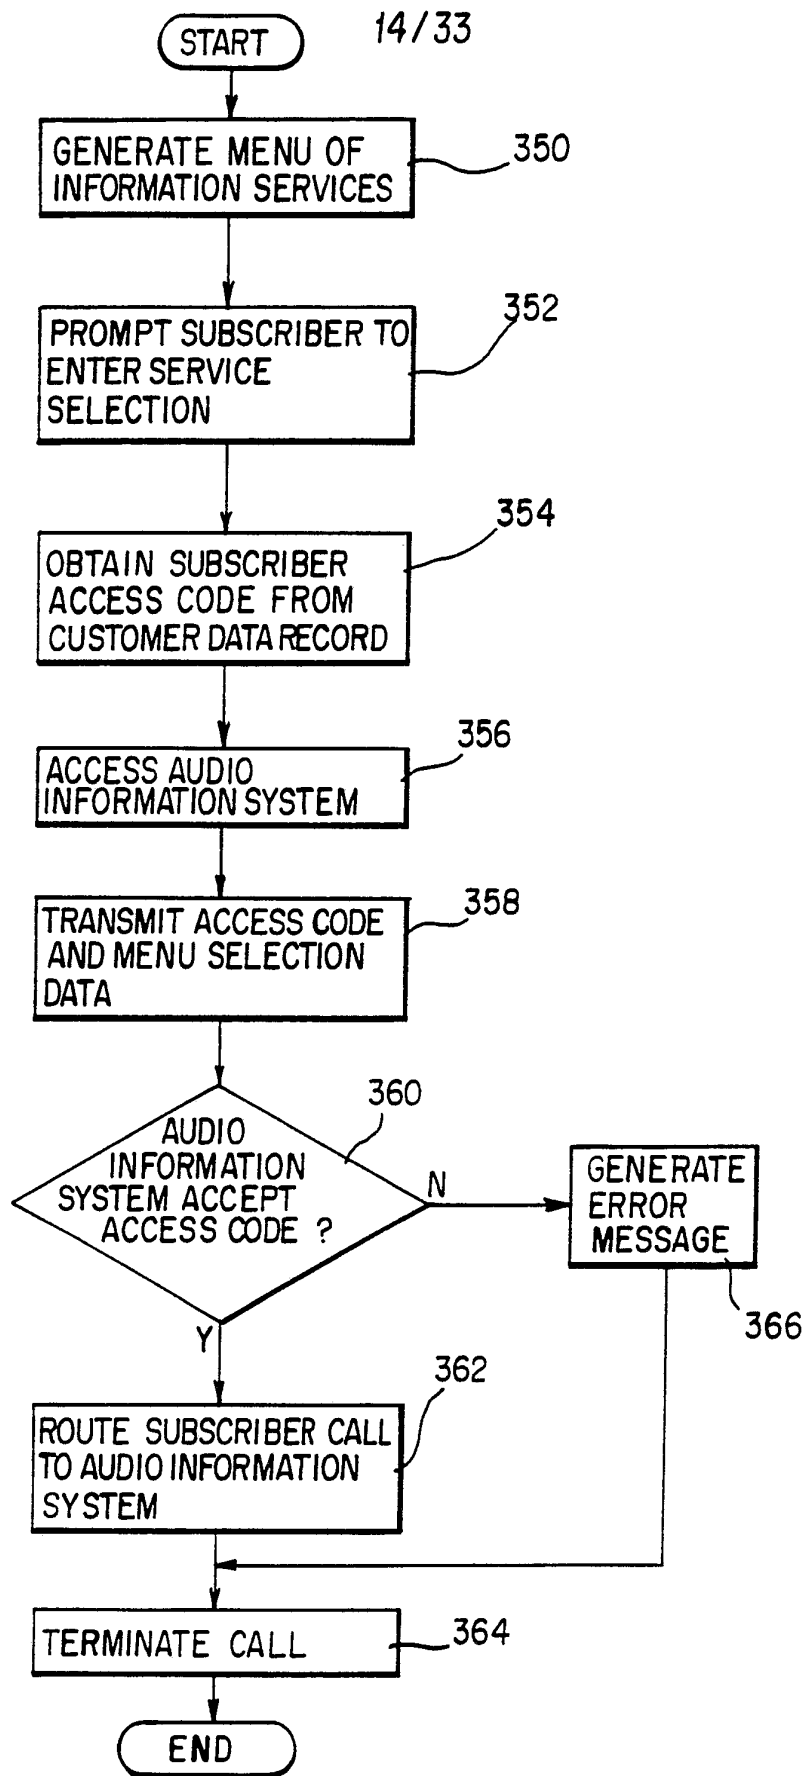 START
14/33
GENERATE MENU OF
INFORMATION SERVICES
350
PROMPT SUBSCRIBER TO
ENTER SERVICE
SELECTION
352
OBTAIN SUBSCRIBER
ACCESS CODE FROM
CUSTOMER DATA RECORD
354
ACCESS AUDIO
INFORMATION SYSTEM
356
TRANSMIT ACCESS CODE
AND MENU SELECTION
DATA
358
AUDIO
INFORMATION
SYSTEM ACCEPT
ACCESS CODE ?
360
N
GENERATE
ERROR
MESSAGE
366
Y
ROUTE SUBSCRIBER CALL
TO AUDIO INFORMATION
SYSTEM
362
TERMINATE CALL
364
END